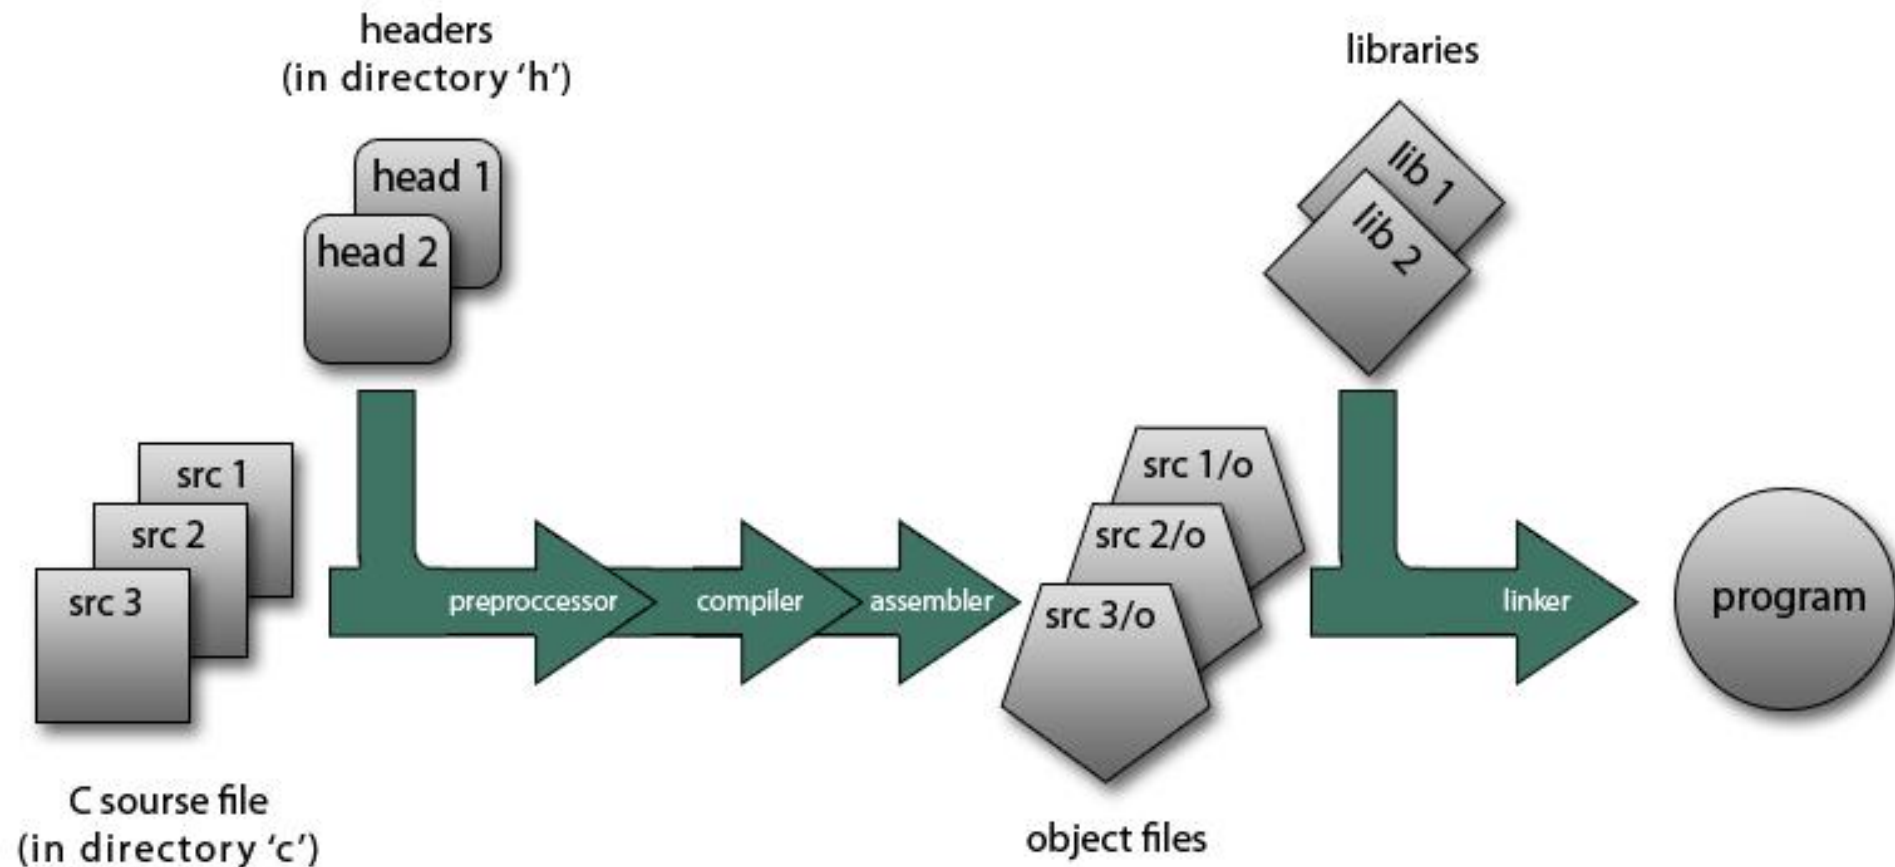 headers
(in directory ‘h’)
head 1
head 2
src 1
src 2
src 3
C sourse file
(in directory ‘c’)
preproccessor
compiler
assembler
src 1/o
src 2/o
src 3/o
object files
libraries
lib 1
lib 2
linker
program